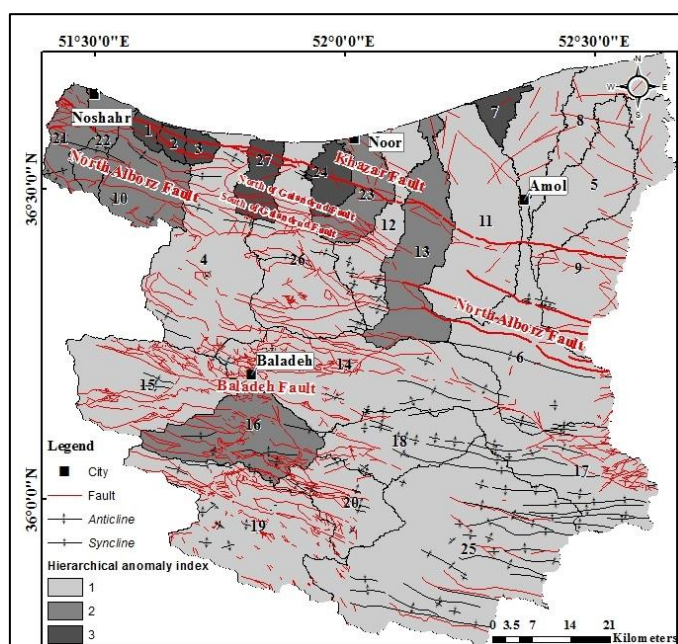 51°30'0"E 52°0'0"E 52°30'0"E
N
W E
S
Noshahr
7
8
21 22 1 2 3
27
Noor
Khazar Fault
5
North Alborz Fault
24
36°30'0"N
10
North of Golandrud Fault
23
Amol
South of Golandrud Fault
12
11
13
4
26
9
North Alborz Fault
6
Baladeh
14
15
Baladeh Fault
16
18
17
Legend
City
Fault
Anticline
Syncline
36°0'0"N
20
19
25
Hierarchical anomaly index
1
2
3
0 3.5 7 14 21
Kilometers